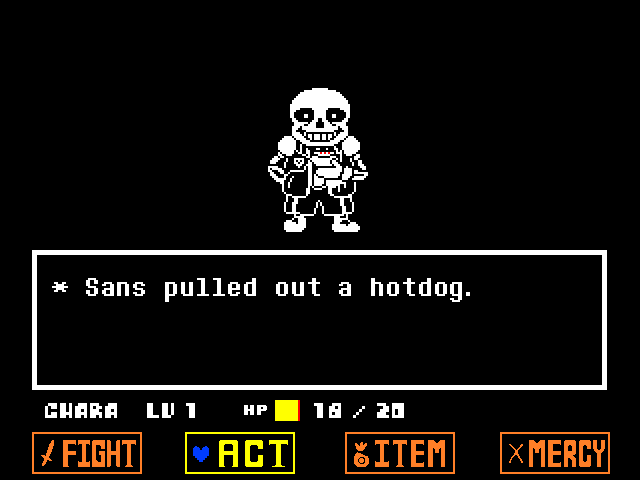 * Sans pulled out a hotdog.
CHARA LV 1 HP 18 / 20
FIGHT ACT ITEM MERCY